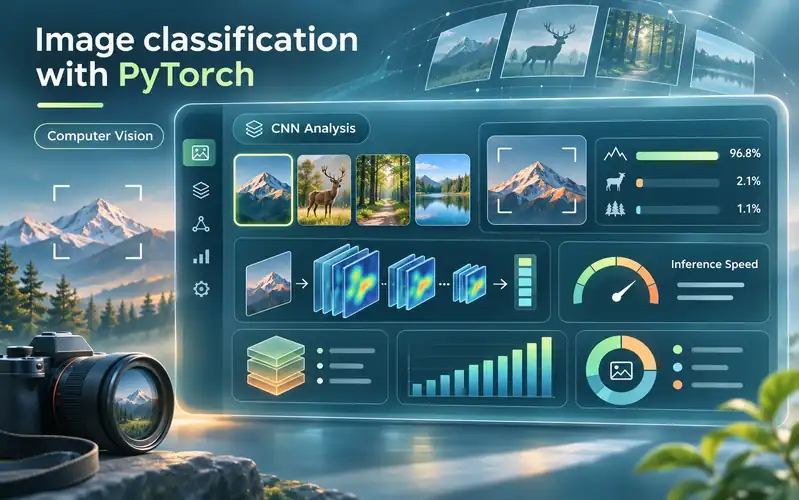 Image classification
with PyTorch
Computer Vision
CNN Analysis
96.8%
2.1%
1.1%
Inference Speed